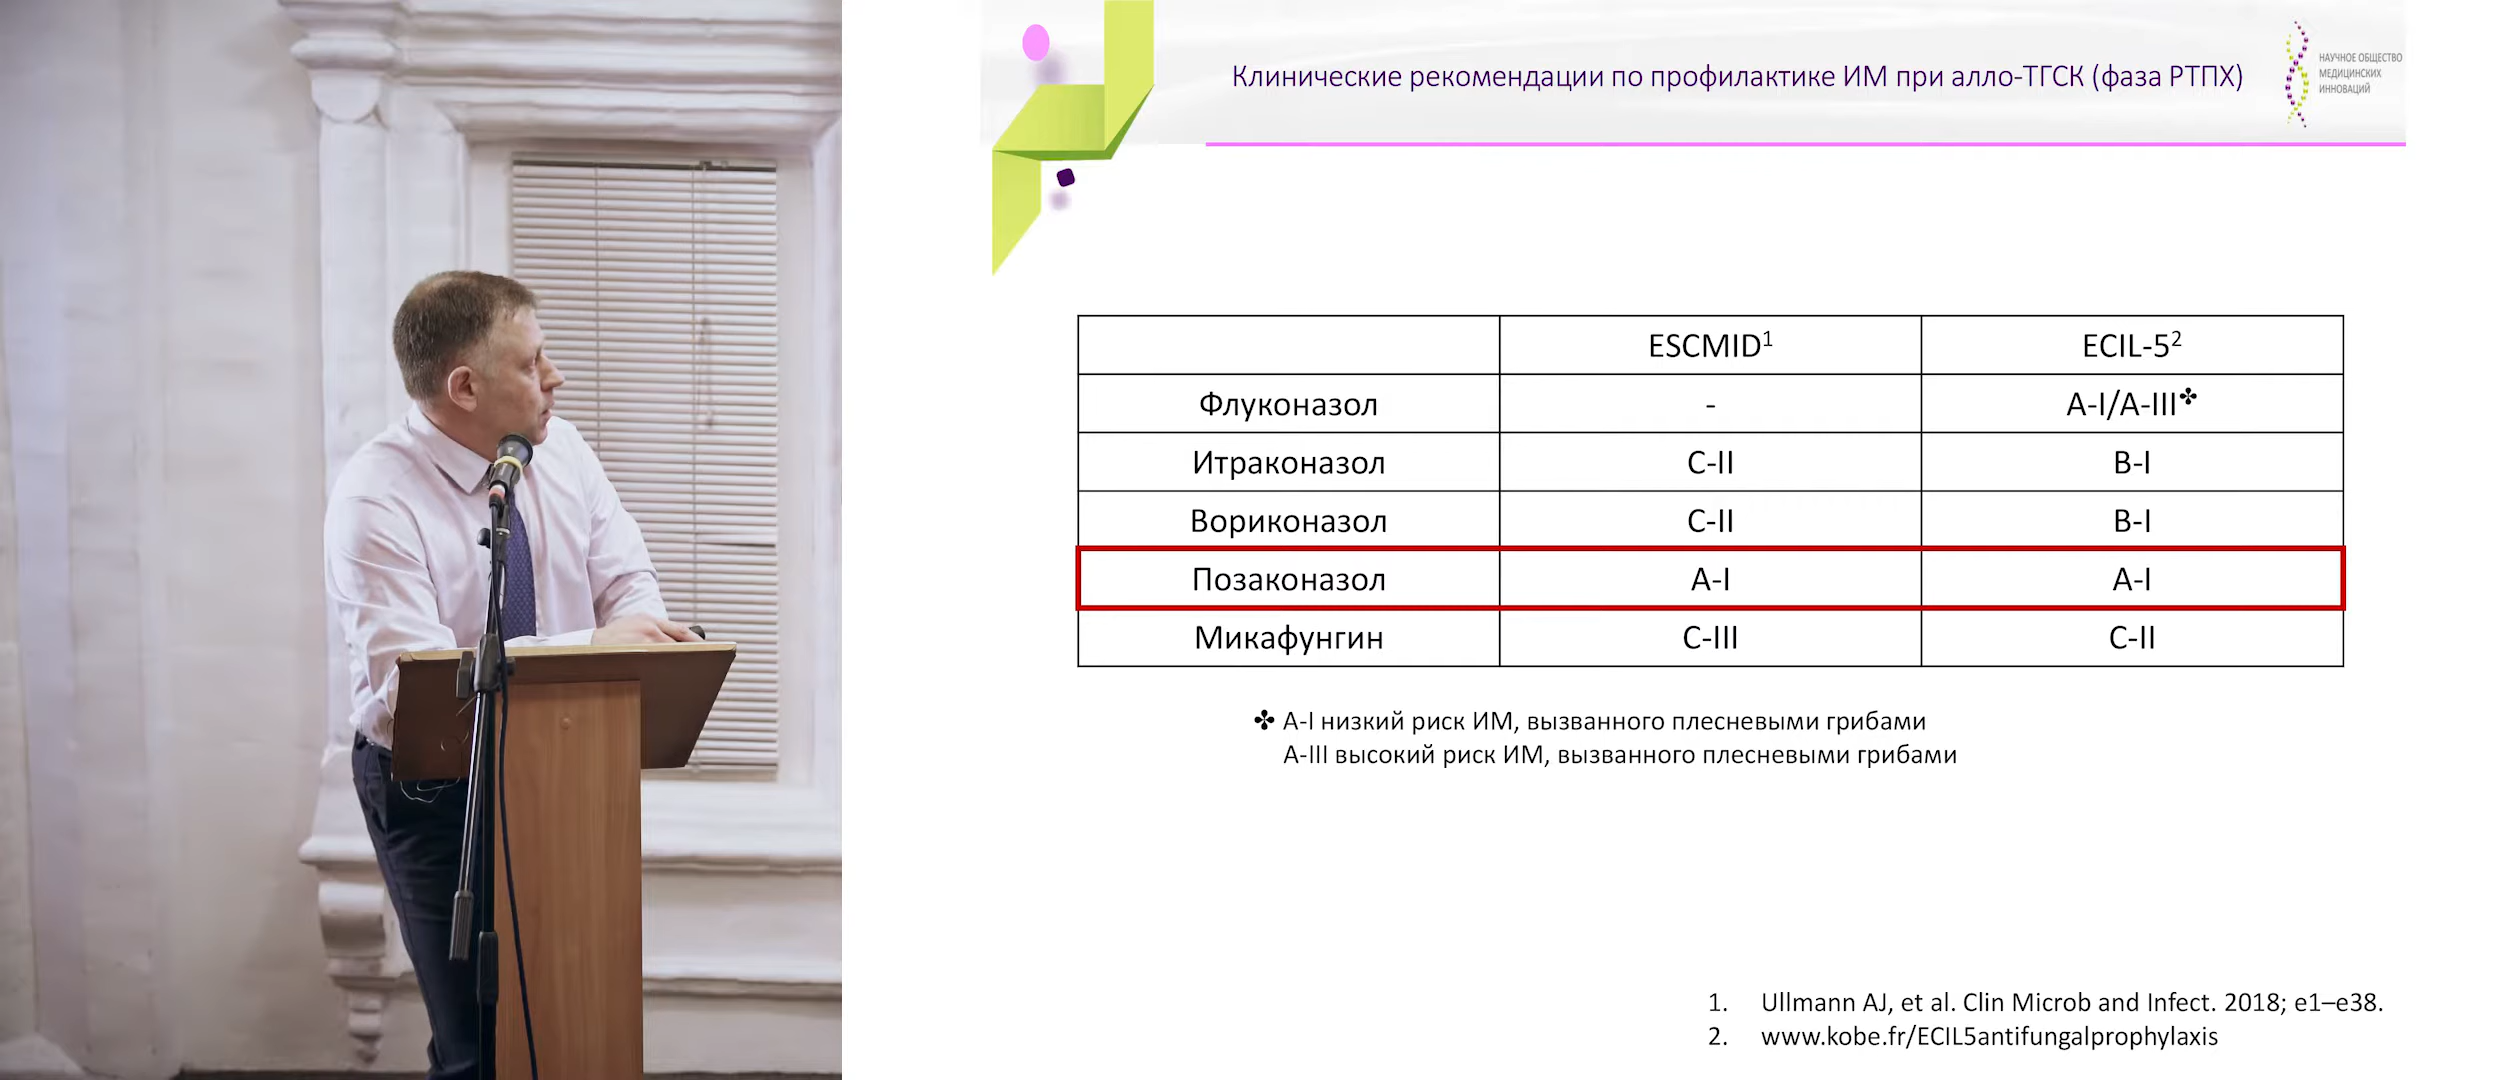 Клинические рекомендации по профилактике ИМ при алло-ТГСК (фаза РТПХ)
НАУЧНОЕ ОБЩЕСТВО
МЕДИЦИНСКИХ
ИННОВАЦИЙ
ESCMID¹ ECIL-5²
Флуконазол - A-I/A-III✤
Итраконазол C-II B-I
Вориконазол C-II B-I
Позаконазол A-I A-I
Микафунгин C-III C-II
✤ A-I низкий риск ИМ, вызванного плесневыми грибами
A-III высокий риск ИМ, вызванного плесневыми грибами
1. Ullmann AJ, et al. Clin Microb and Infect. 2018; e1–e38.
2. www.kobe.fr/ECIL5antifungalprophylaxis